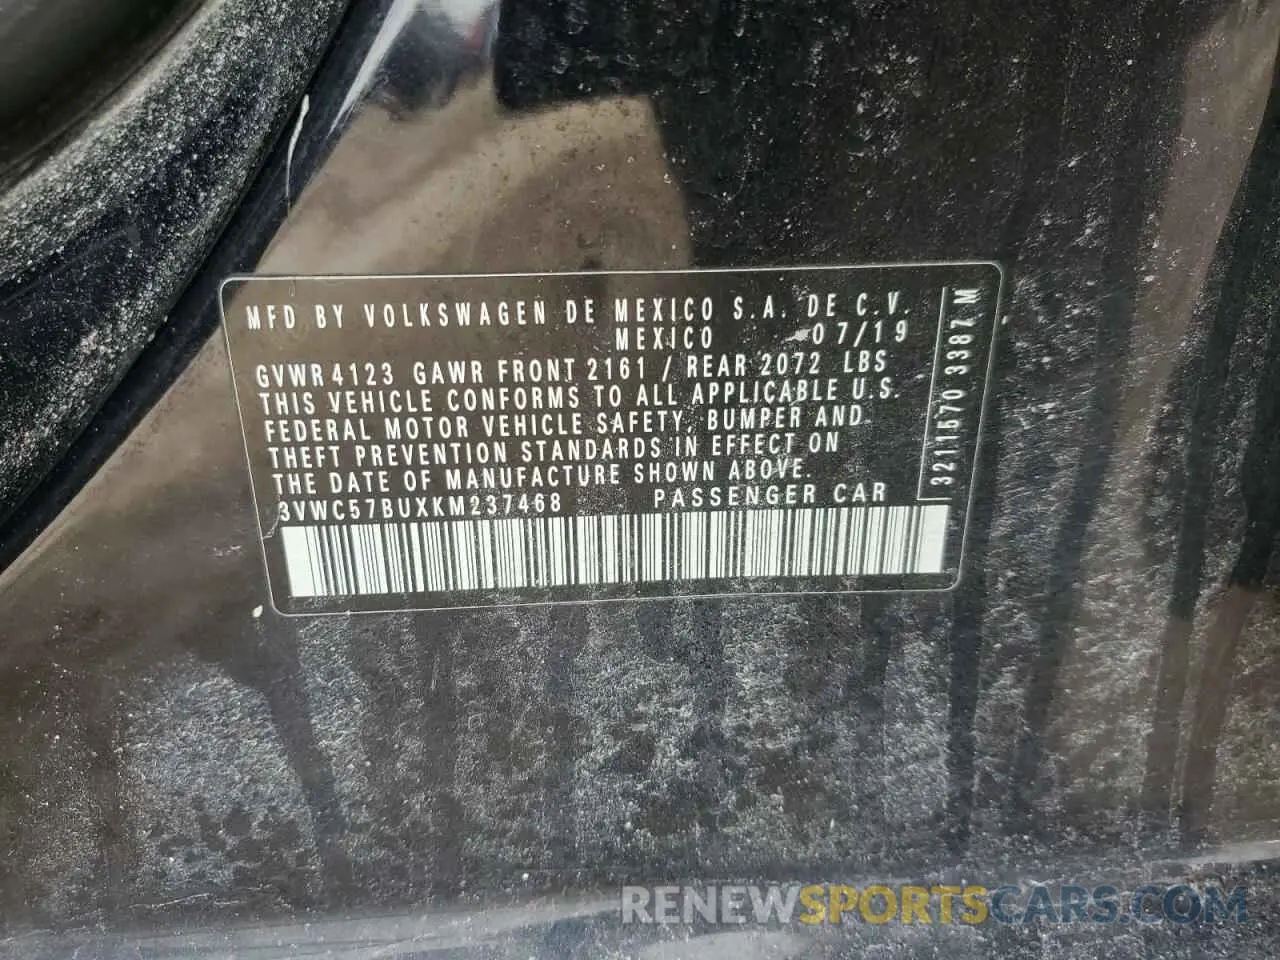 MFD BY VOLKSWAGEN DE MEXICO S.A. DE C.V.
MEXICO 07/19
GVWR 4123 GAWR FRONT 2161 / REAR 2072 LBS
THIS VEHICLE CONFORMS TO ALL APPLICABLE U.S.
FEDERAL MOTOR VEHICLE SAFETY, BUMPER AND
THEFT PREVENTION STANDARDS IN EFFECT ON
THE DATE OF MANUFACTURE SHOWN ABOVE.
3VWC57BUXKM237468 PASSENGER CAR
3211570 3387 M
RENEWSPORTSCARS.COM